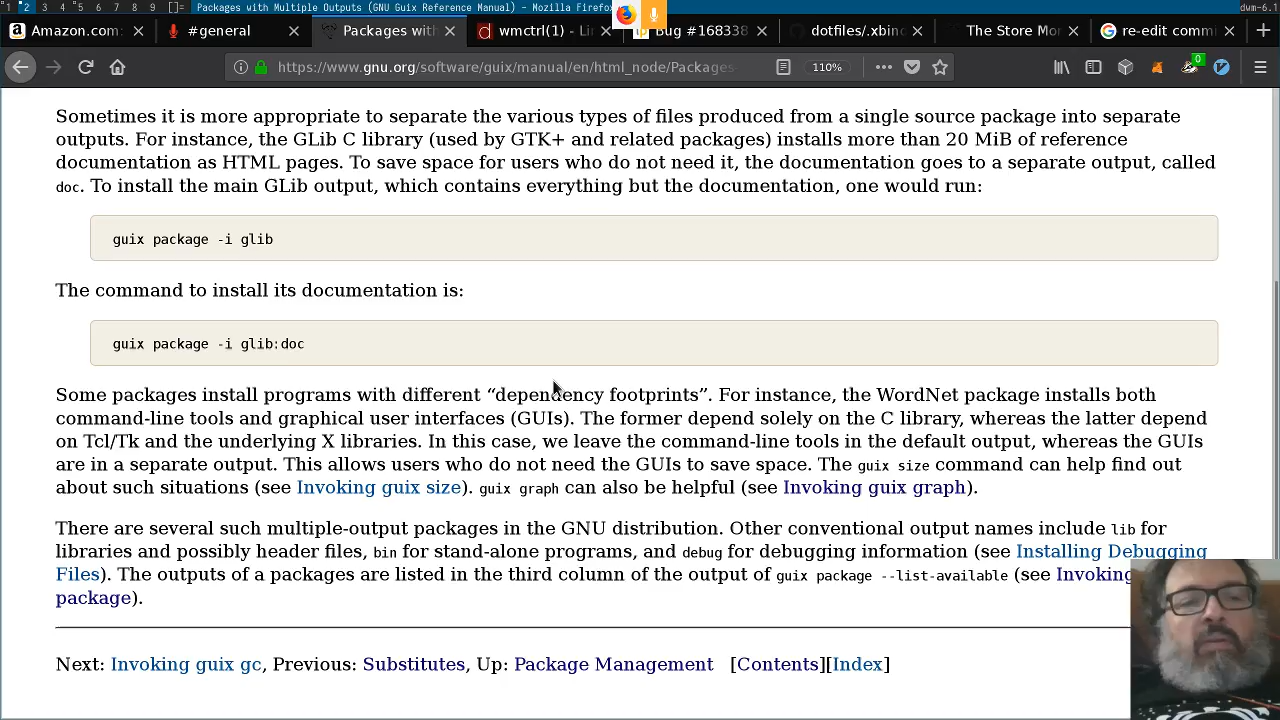 1 2 3 4 5 6 7 8 9 []= Packages with Multiple Outputs (GNU Guix Reference Manual) - Mozilla Firefox dwm-6.1
Amazon.com: #general Packages with wmctrl(1) - Li Bug #168338 dotfiles/.xbinc The Store Mo re-edit commi
https://www.gnu.org/software/guix/manual/en/html_node/Packages- 110% 0
Sometimes it is more appropriate to separate the various types of files produced from a single source package into separate
outputs. For instance, the GLib C library (used by GTK+ and related packages) installs more than 20 MiB of reference
documentation as HTML pages. To save space for users who do not need it, the documentation goes to a separate output, called
doc. To install the main GLib output, which contains everything but the documentation, one would run:
guix package -i glib
The command to install its documentation is:
guix package -i glib:doc
Some packages install programs with different “dependency footprints”. For instance, the WordNet package installs both
command-line tools and graphical user interfaces (GUIs). The former depend solely on the C library, whereas the latter depend
on Tcl/Tk and the underlying X libraries. In this case, we leave the command-line tools in the default output, whereas the GUIs
are in a separate output. This allows users who do not need the GUIs to save space. The guix size command can help find out
about such situations (see Invoking guix size). guix graph can also be helpful (see Invoking guix graph).
There are several such multiple-output packages in the GNU distribution. Other conventional output names include lib for
libraries and possibly header files, bin for stand-alone programs, and debug for debugging information (see Installing Debugging
Files). The outputs of a packages are listed in the third column of the output of guix package --list-available (see Invoking
package).
Next: Invoking guix gc, Previous: Substitutes, Up: Package Management [Contents][Index]